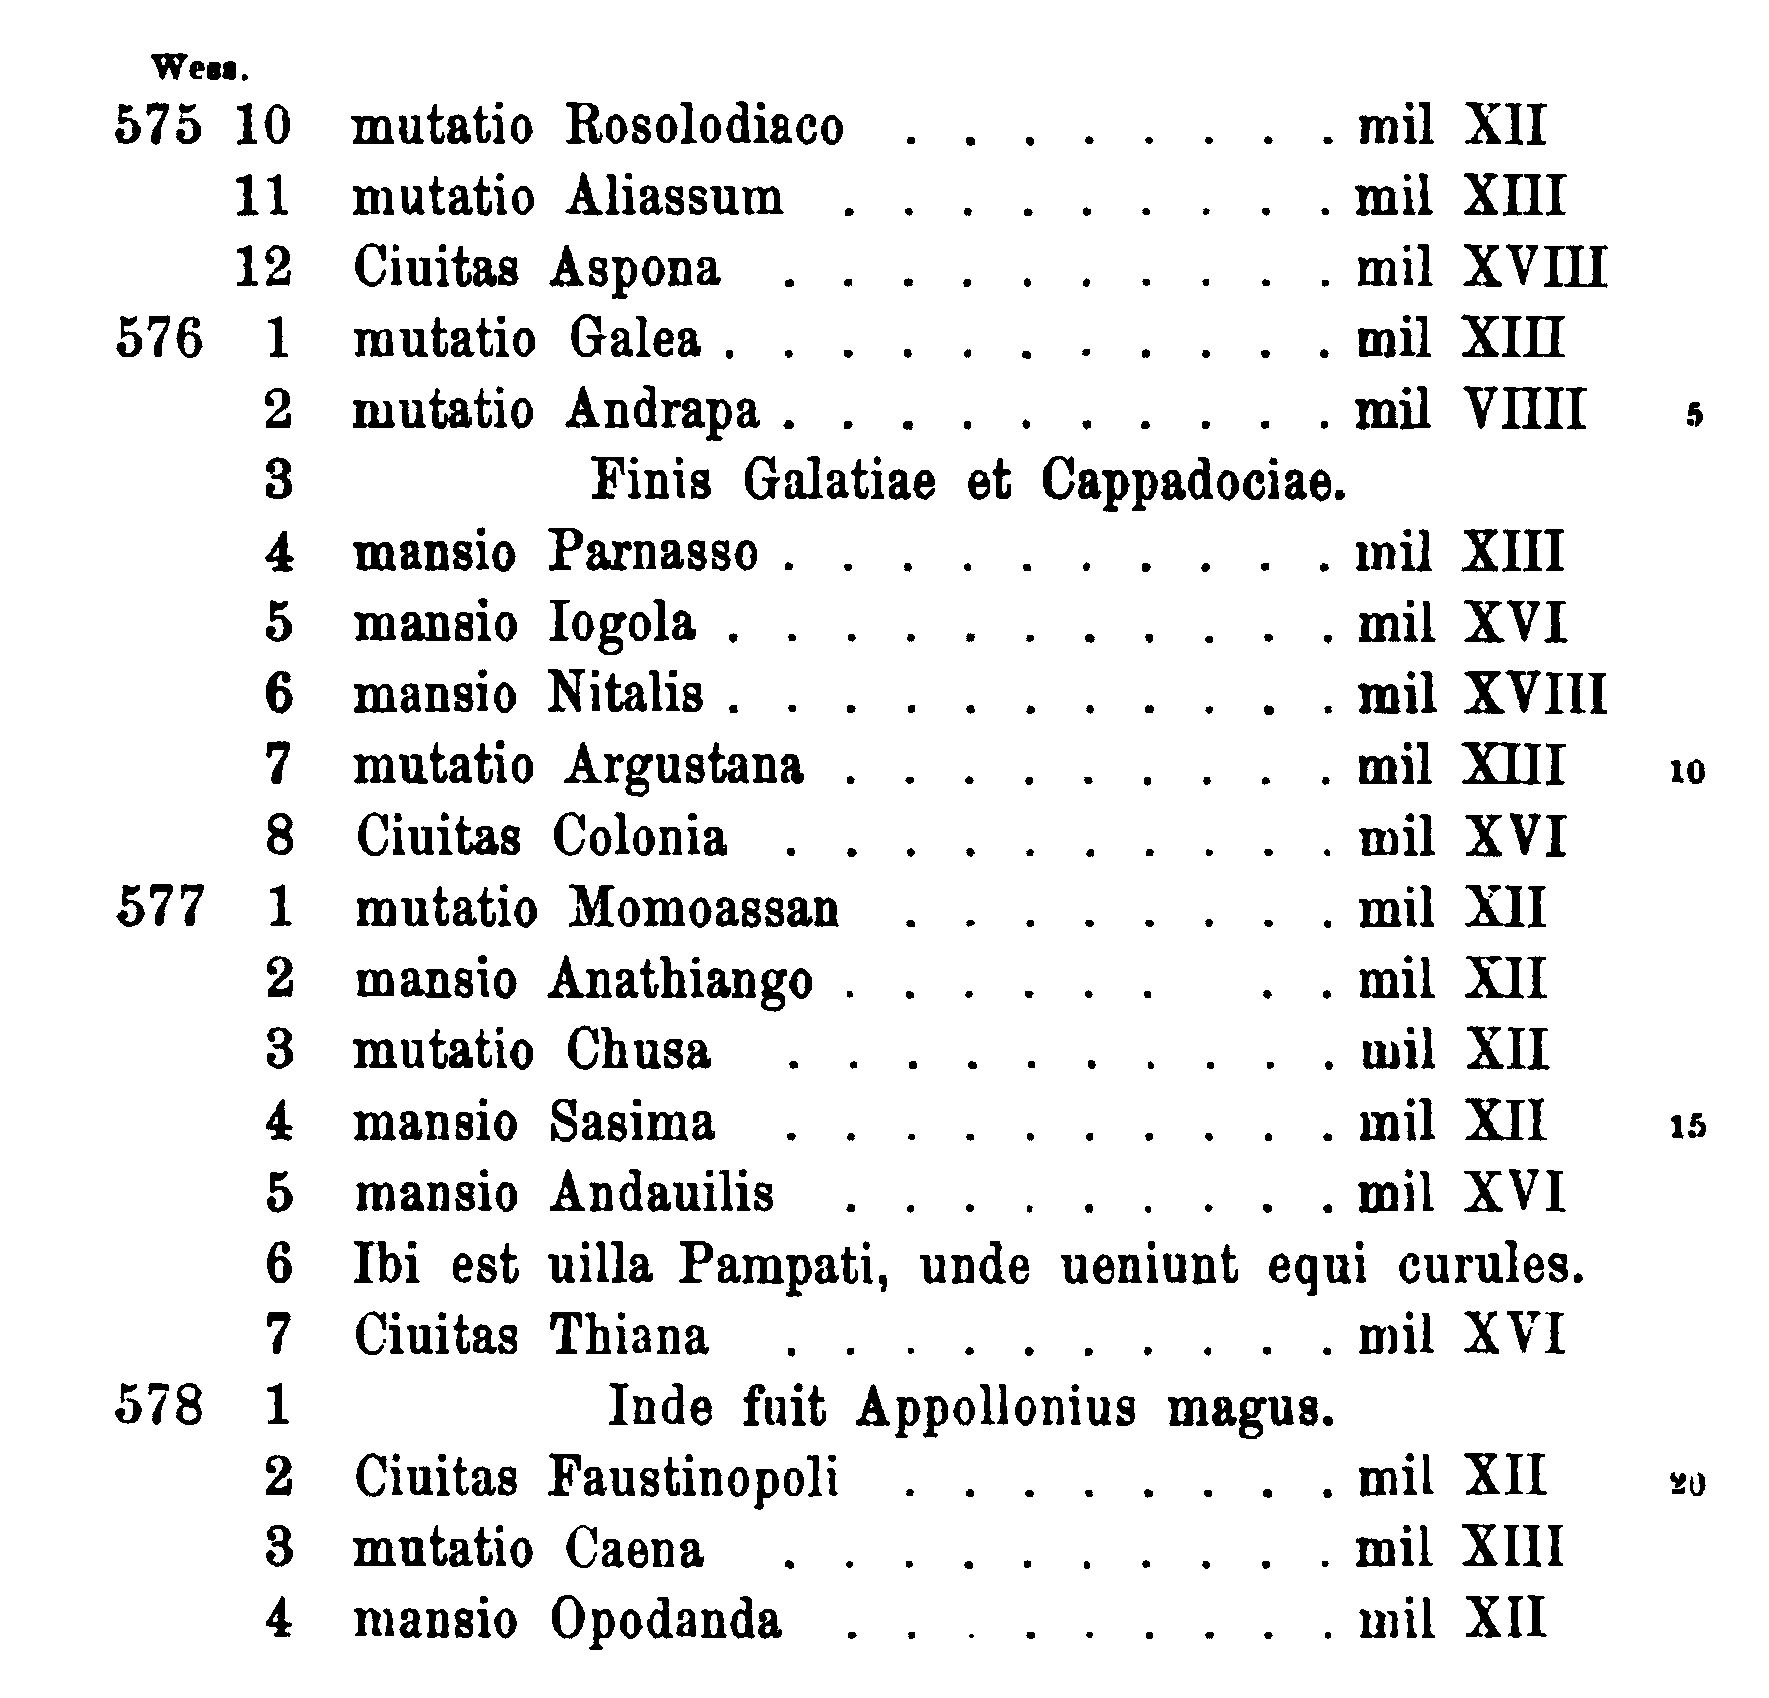 Wess.
575 10 mutatio Rosolodiaco . . . . . . . . mil XII
11 mutatio Aliassum . . . . . . . . . mil XIII
12 Ciuitas Aspona . . . . . . . . . . mil XVIII
576 1 mutatio Galea . . . . . . . . . . . mil XIII
2 mutatio Andrapa . . . . . . . . . . mil VIIII 5
3 Finis Galatiae et Cappadociae.
4 mansio Parnasso . . . . . . . . . . mil XIII
5 mansio Iogola . . . . . . . . . . . mil XVI
6 mansio Nitalis . . . . . . . . . . . mil XVIII
7 mutatio Argustana . . . . . . . . . mil XIII 10
8 Ciuitas Colonia . . . . . . . . . . mil XVI
577 1 mutatio Momoassan . . . . . . . . mil XII
2 mansio Anathiango . . . . . . . . mil XII
3 mutatio Chusa . . . . . . . . . . mil XII
4 mansio Sasima . . . . . . . . . . mil XII 15
5 mansio Andauilis . . . . . . . . . mil XVI
6 Ibi est uilla Pampati, unde ueniunt equi curules.
7 Ciuitas Thiana . . . . . . . . . . mil XVI
578 1 Inde fuit Appollonius magus.
2 Ciuitas Faustinopoli . . . . . . . . mil XII 20
3 mutatio Caena . . . . . . . . . . mil XIII
4 mansio Opodanda . . . . . . . . . mil XII